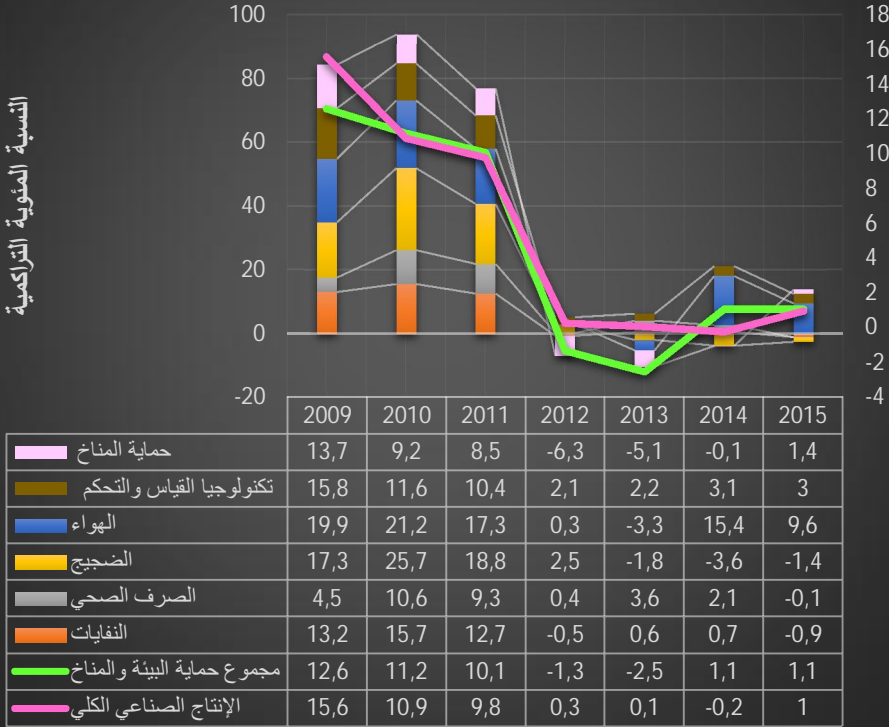 النسبة المئوية التراكمية
100
80
60
40
20
0
-20
18
16
14
12
10
8
6
4
2
0
-2
-4
2009 2010 2011 2012 2013 2014 2015
حماية المناخ 13,7 9,2 8,5 -6,3 -5,1 -0,1 1,4
تكنولوجيا القياس والتحكم 15,8 11,6 10,4 2,1 2,2 3,1 3
الهواء 19,9 21,2 17,3 0,3 -3,3 15,4 9,6
الضجيج 17,3 25,7 18,8 2,5 -1,8 -3,6 -1,4
الصرف الصحي 4,5 10,6 9,3 0,4 3,6 2,1 -0,1
النفايات 13,2 15,7 12,7 -0,5 0,6 0,7 -0,9
مجموع حماية البيئة والمناخ 12,6 11,2 10,1 -1,3 -2,5 1,1 1,1
الإنتاج الصناعي الكلي 15,6 10,9 9,8 0,3 0,1 -0,2 1